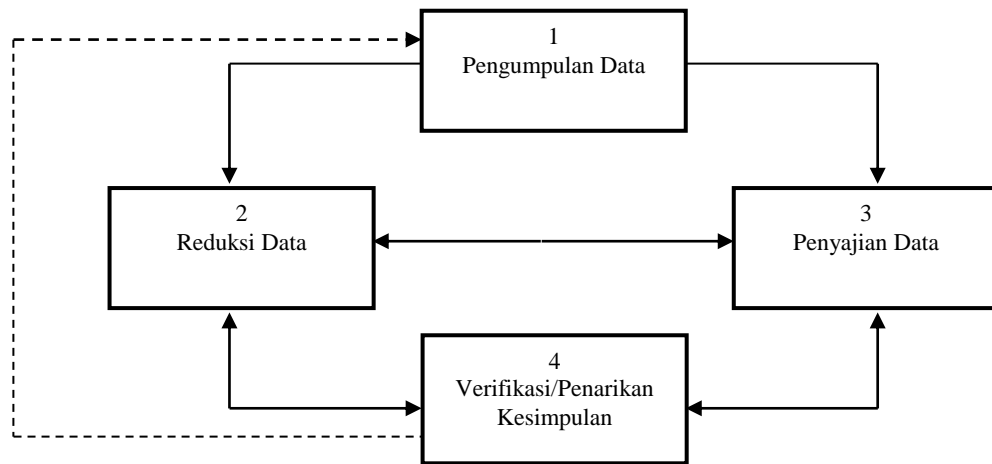 1
Pengumpulan Data
2
Reduksi Data
3
Penyajian Data
4
Verifikasi/Penarikan
Kesimpulan